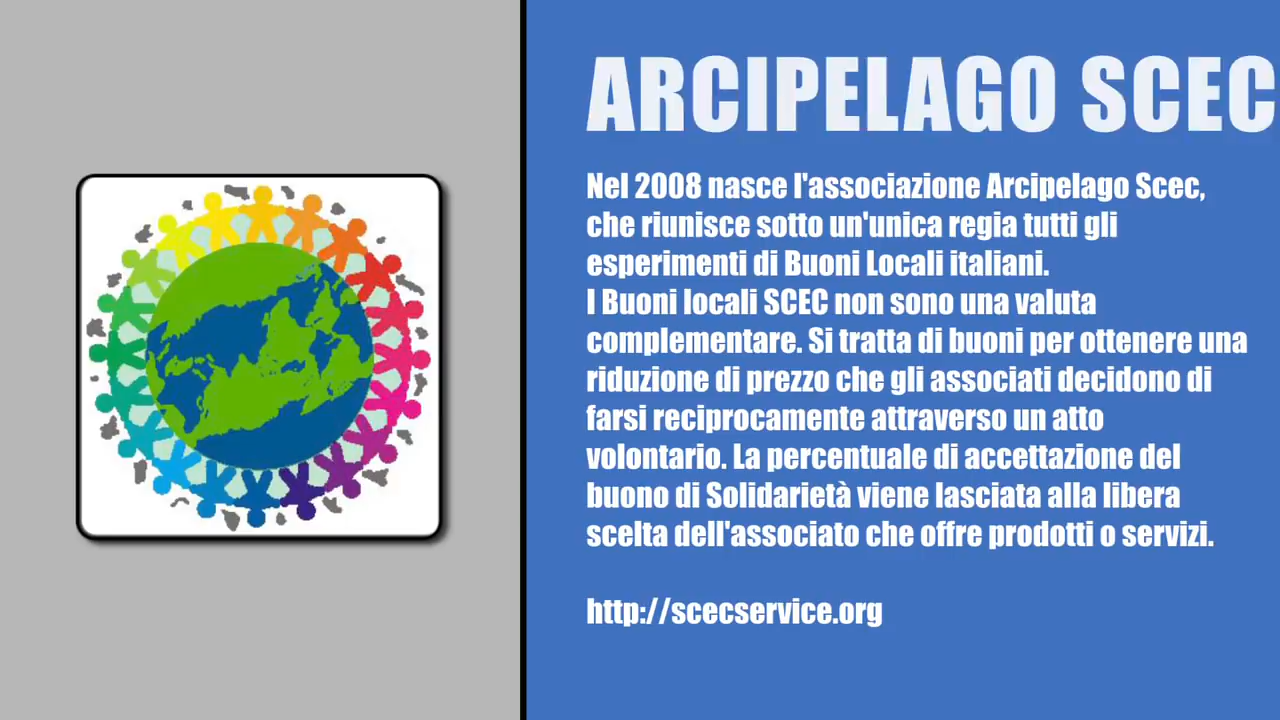 ARCIPELAGO SCEC
Nel 2008 nasce l'associazione Arcipelago Scec,
che riunisce sotto un'unica regia tutti gli
esperimenti di Buoni Locali italiani.
I Buoni locali SCEC non sono una valuta
complementare. Si tratta di buoni per ottenere una
riduzione di prezzo che gli associati decidono di
farsi reciprocamente attraverso un atto
volontario. La percentuale di accettazione del
buono di Solidarietà viene lasciata alla libera
scelta dell'associato che offre prodotti o servizi.
http://scecservice.org